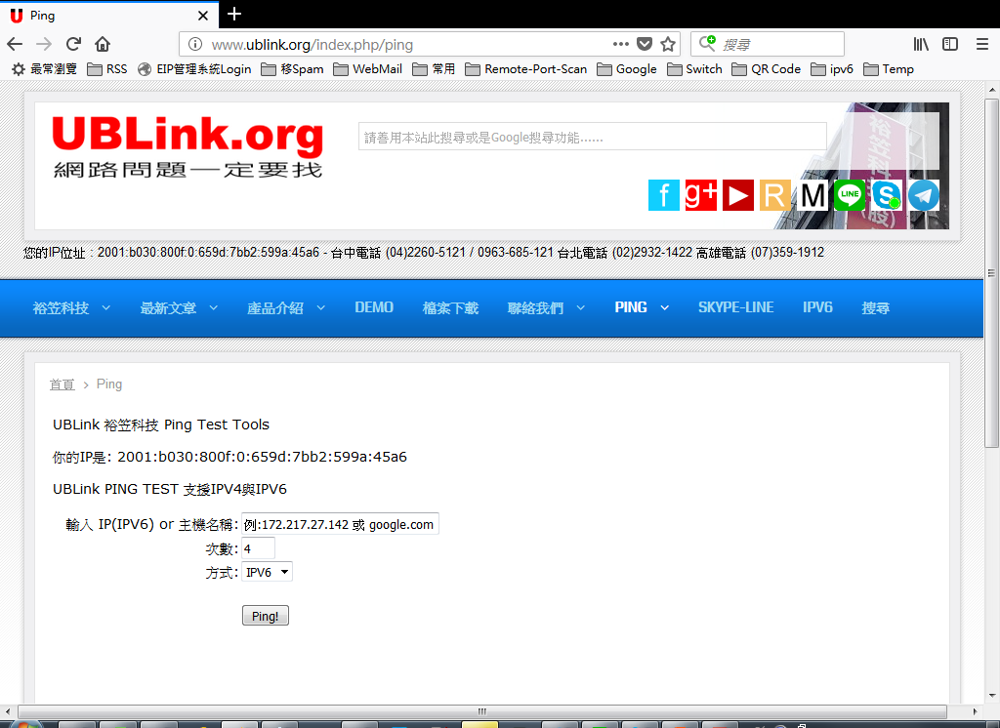 Ping
www.ublink.org/index.php/ping
搜尋
最常瀏覽 RSS EIP管理系統Login 移Spam WebMail 常用 Remote-Port-Scan Google Switch QR Code ipv6 Temp
UBLink.org
網路問題一定要找
請善用本站此搜尋或是Google搜尋功能......
裕笠科
f g+ R M LINE S
(股)
您的IP位址 : 2001:b030:800f:0:659d:7bb2:599a:45a6 - 台中電話 (04)2260-5121 / 0963-685-121 台北電話 (02)2932-1422 高雄電話 (07)359-1912
裕笠科技 最新文章 產品介紹 DEMO 檔案下載 聯絡我們 PING SKYPE-LINE IPV6 搜尋
首頁 > Ping
UBLink 裕笠科技 Ping Test Tools
你的IP是: 2001:b030:800f:0:659d:7bb2:599a:45a6
UBLink PING TEST 支援IPV4與IPV6
輸入 IP(IPV6) or 主機名稱: 例:172.217.27.142 或 google.com
次數: 4
方式: IPV6
Ping!